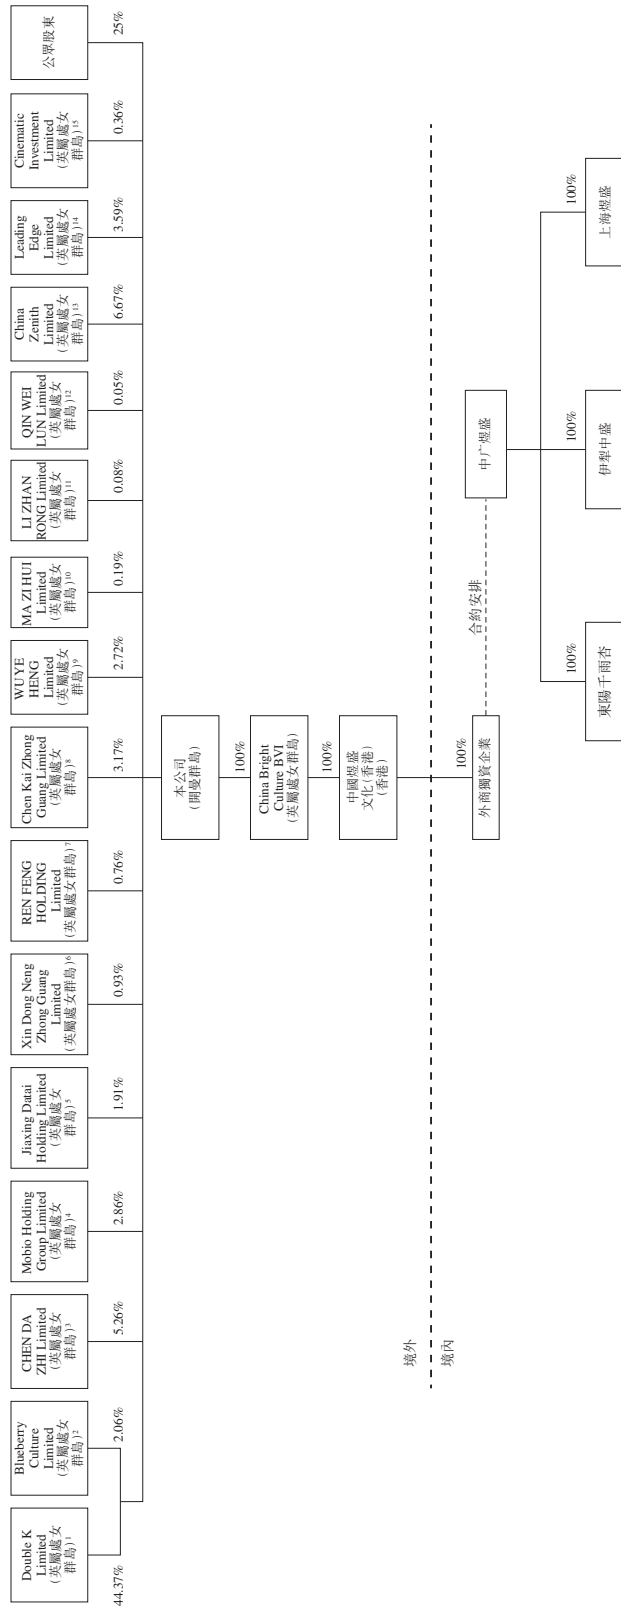 Double K
Limited
(英屬處女
群島)1
Blueberry
Culture
Limited
(英屬處女
群島)2
CHEN DA
ZHI Limited
(英屬處女
群島)3
Mobio Holding
Group Limited
(英屬處女
群島)4
Jiaxing Datai
Holding Limited
(英屬處女
群島)5
Xin Dong Neng
Zhong Guang
Limited
(英屬處女群島)6
REN FENG
HOLDING
Limited
(英屬處女群島)7
Chen Kai Zhong
Guang Limited
(英屬處女
群島)8
WU YE
HENG
Limited
(英屬處女
群島)9
MA ZI HUI
Limited
(英屬處女
群島)10
LI ZHAN
RONG Limited
(英屬處女
群島)11
QIN WEI
LUN Limited
(英屬處女
群島)12
China
Zenith
Limited
(英屬處女
群島)13
Leading
Edge
Limited
(英屬處女
群島)14
Cinematic
Investment
Limited
(英屬處女
群島)15
公眾股東
44.37%
2.06%
5.26%
2.86%
1.91%
0.93%
0.76%
3.17%
2.72%
0.19%
0.08%
0.05%
6.67%
3.59%
0.36%
25%
本公司
(開曼群島)
100%
China Bright
Culture BVI
(英屬處女群島)
100%
中國煜盛
文化(香港)
(香港)
境外
境內
100%
外商獨資企業
合約安排
中广煜盛
100%
100%
100%
東陽千雨杏
伊犁中盛
上海煜盛